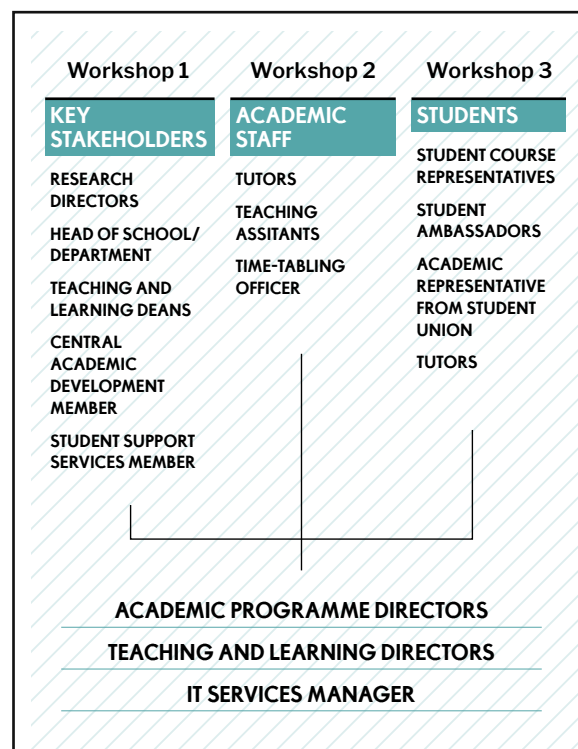 Workshop 1
KEY
STAKEHOLDERS
RESEARCH
DIRECTORS
HEAD OF SCHOOL/
DEPARTMENT
TEACHING AND
LEARNING DEANS
CENTRAL
ACADEMIC
DEVELOPMENT
MEMBER
STUDENT SUPPORT
SERVICES MEMBER
Workshop 2
ACADEMIC
STAFF
TUTORS
TEACHING
ASSITANTS
TIME-TABLING
OFFICER
Workshop 3
STUDENTS
STUDENT COURSE
REPRESENTATIVES
STUDENT
AMBASSADORS
ACADEMIC
REPRESENTATIVE
FROM STUDENT
UNION
TUTORS
ACADEMIC PROGRAMME DIRECTORS
TEACHING AND LEARNING DIRECTORS
IT SERVICES MANAGER